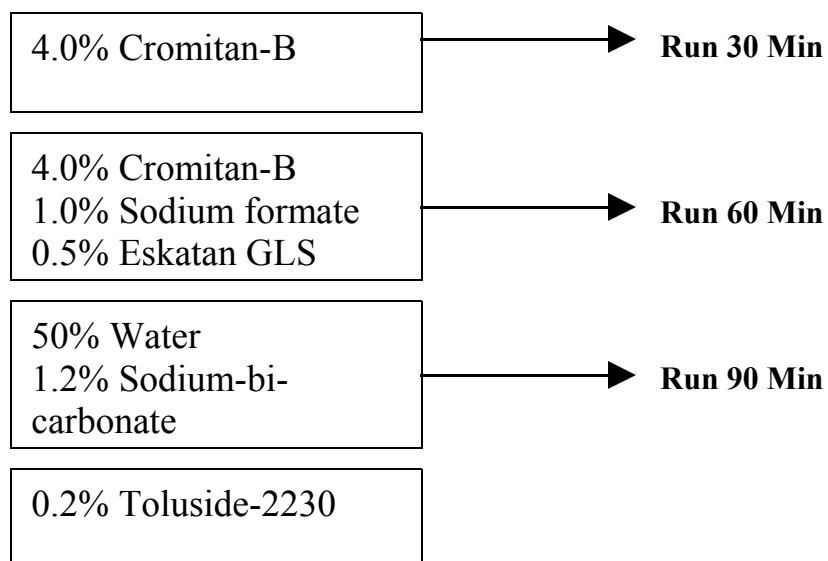 4.0% Cromitan-B
Run 30 Min
4.0% Cromitan-B
1.0% Sodium formate
0.5% Eskatan GLS
Run 60 Min
50% Water
1.2% Sodium-bi-
carbonate
Run 90 Min
0.2% Toluside-2230